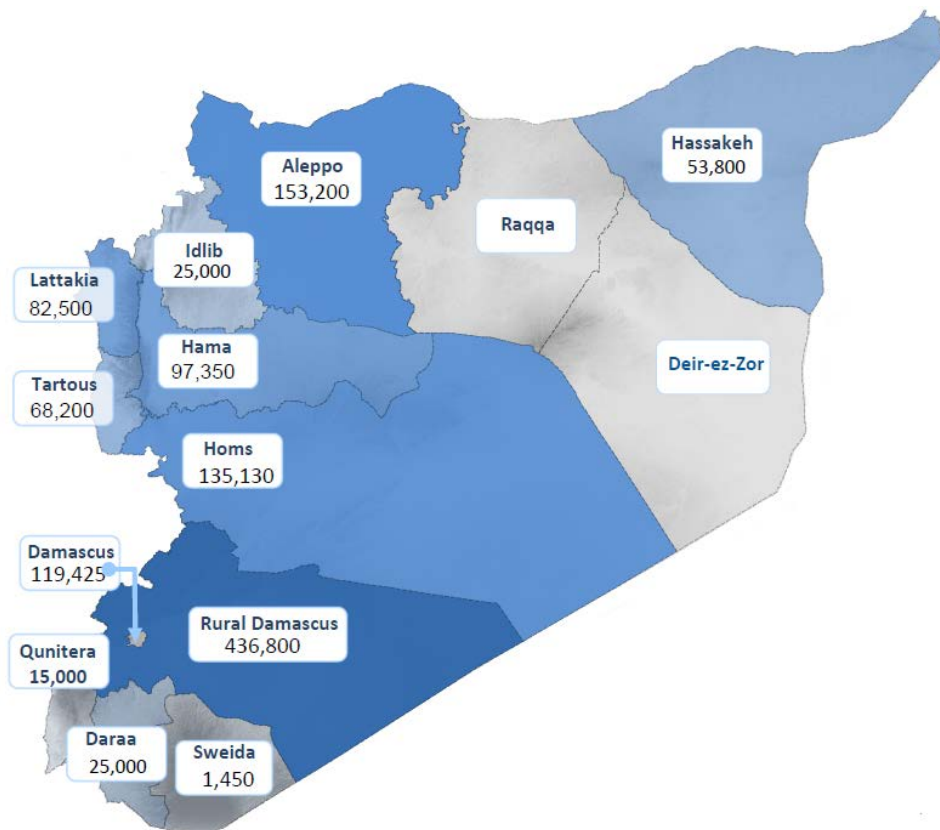 Hassakeh
53,800
Aleppo
153,200
Raqqa
Idlib
25,000
Lattakia
82,500
Hama
97,350
Deir-ez-Zor
Tartous
68,200
Homs
135,130
Damascus
119,425
Rural Damascus
436,800
Qunitera
15,000
Daraa
25,000
Sweida
1,450